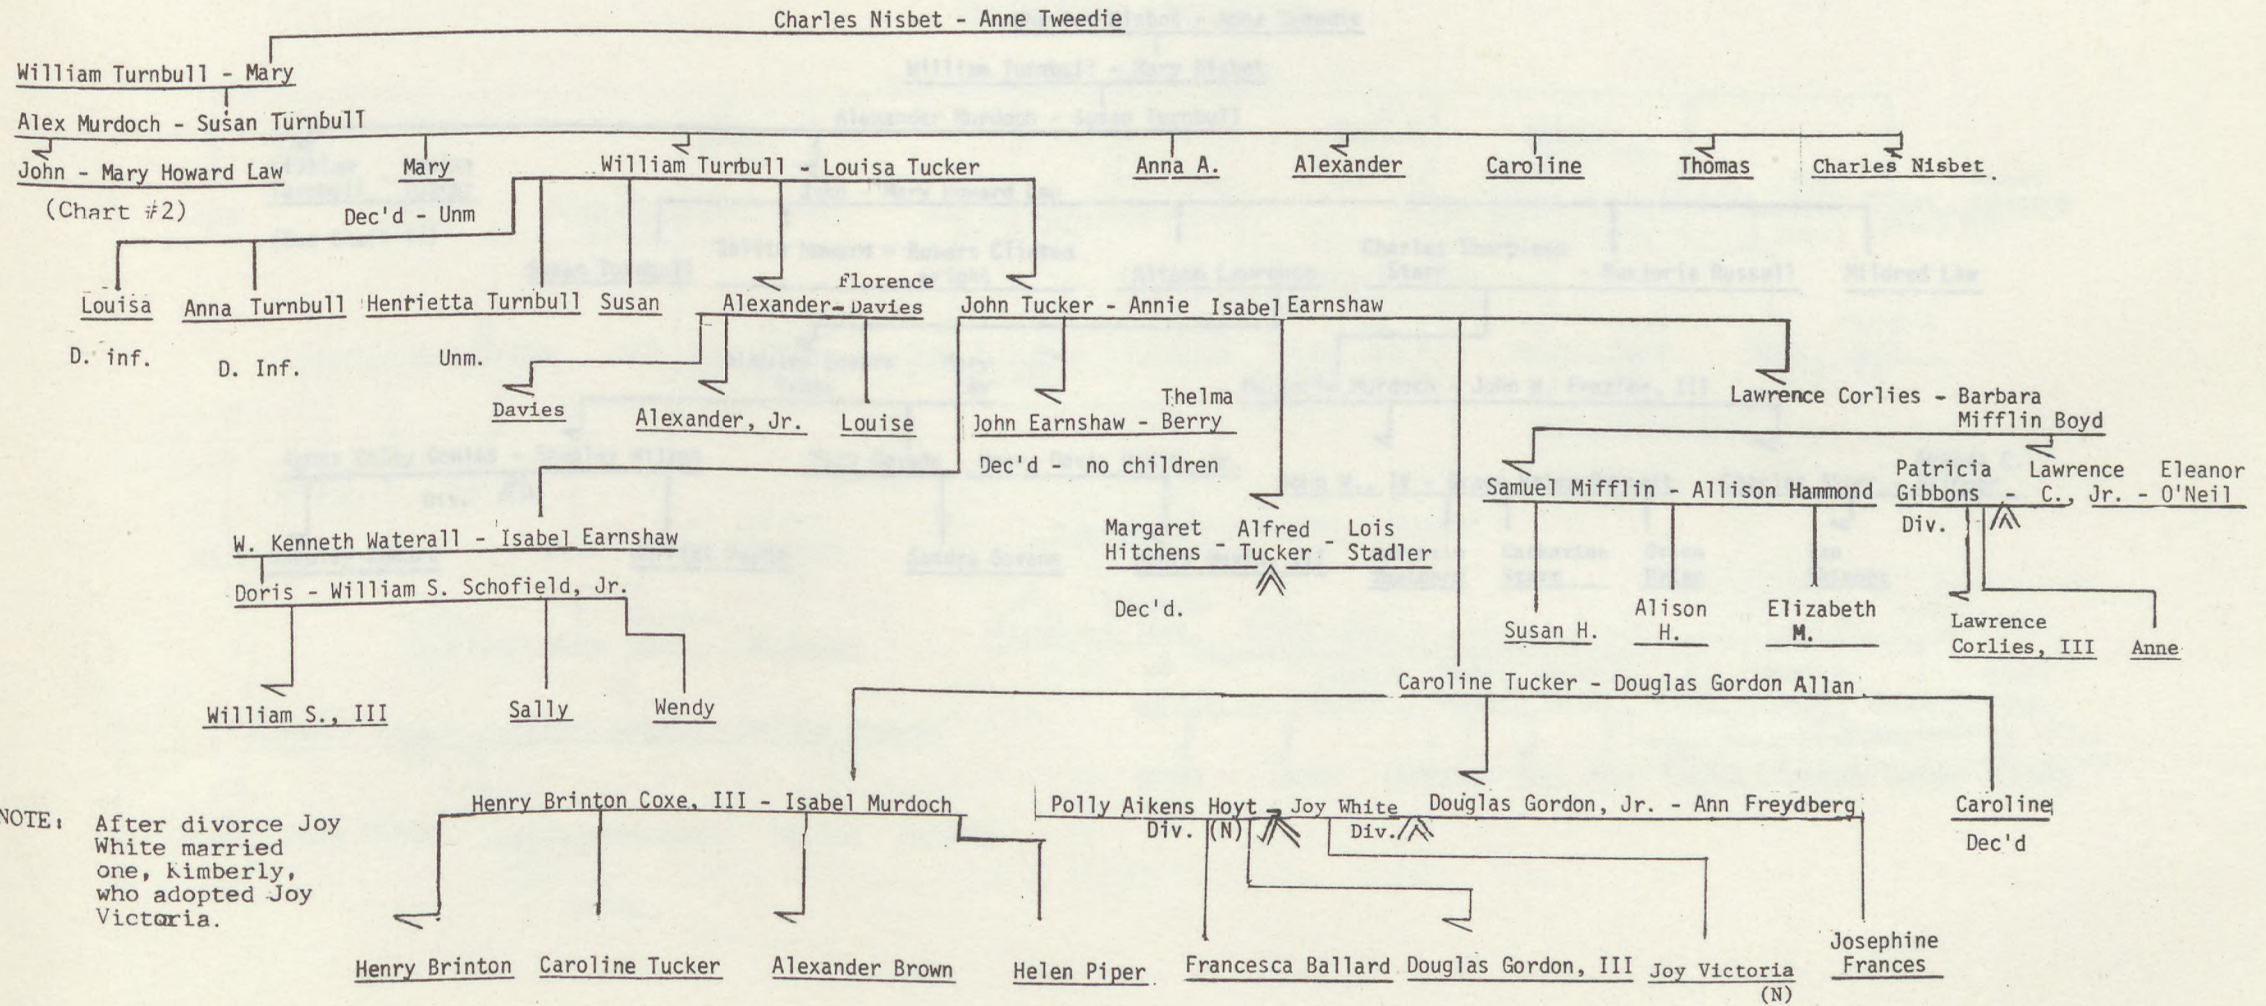 Charles Nisbet - Anne Tweedie
William Turnbull - Mary
Alex Murdoch - Susan Turnbull
John - Mary Howard Law
(Chart #2)
Mary
Dec'd - Unm
William Turnbull - Louisa Tucker
Anna A.
Alexander
Caroline
Thomas
Charles Nisbet
Louisa
D. inf.
Anna Turnbull
D. Inf.
Henrietta Turnbull
Unm.
Susan
Florence
Alexander - Davies
John Tucker - Annie Isabel Earnshaw
Davies
Alexander, Jr.
Louise
Thelma
John Earnshaw - Berry
Dec'd - no children
Lawrence Corlies - Barbara
Mifflin Boyd
W. Kenneth Waterall - Isabel Earnshaw
Doris - William S. Schofield, Jr.
William S., III
Sally
Wendy
Margaret Alfred Lois
Hitchens - Tucker - Stadler
Dec'd.
Samuel Mifflin - Allison Hammond
Patricia Lawrence Eleanor
Gibbons - C., Jr. - O'Neil
Div.
Susan H.
Alison
H.
Elizabeth
M.
Lawrence
Corlies, III
Anne
Caroline Tucker - Douglas Gordon Allan
Henry Brinton Coxe, III - Isabel Murdoch
Polly Aikens Hoyt - Joy White Douglas Gordon, Jr. - Ann Freydberg
Div. (N) Div.
Caroline
Dec'd
NOTE: After divorce Joy
White married
one, Kimberly,
who adopted Joy
Victoria.
Henry Brinton
Caroline Tucker
Alexander Brown
Helen Piper
Francesca Ballard
Douglas Gordon, III
Joy Victoria
(N)
Josephine
Frances